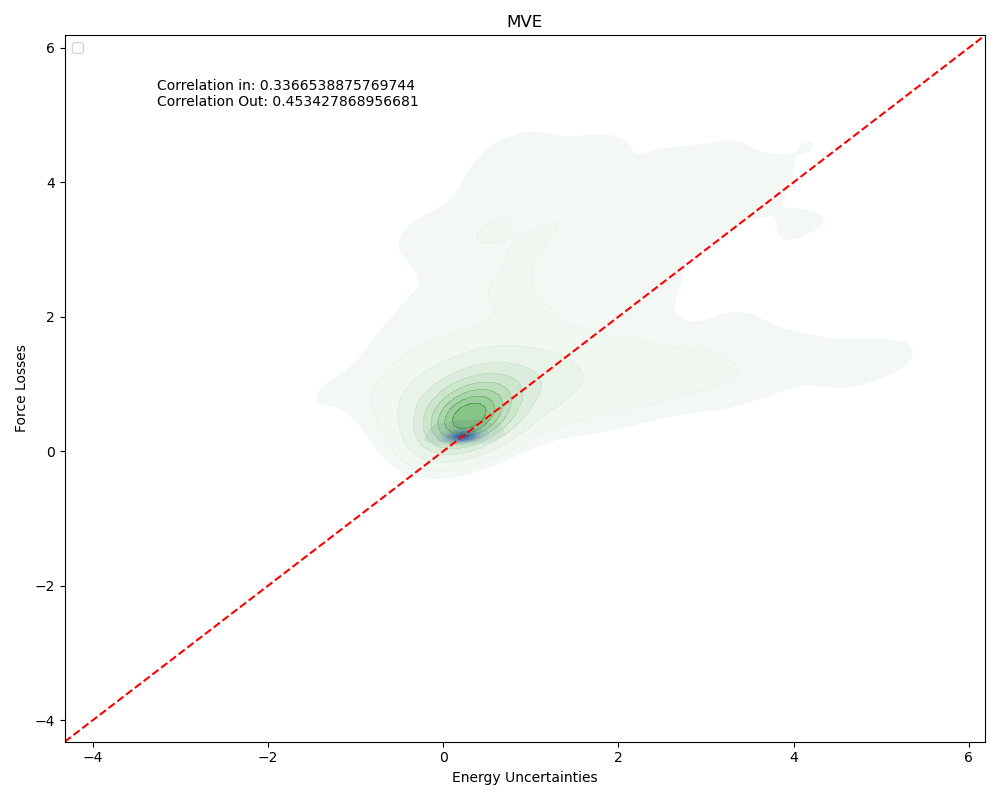 MVE
6
Correlation in: 0.3366538875769744
Correlation Out: 0.453427868956681
4
2
0
−2
−4
Force Losses
−4 −2 0 2 4 6
Energy Uncertainties